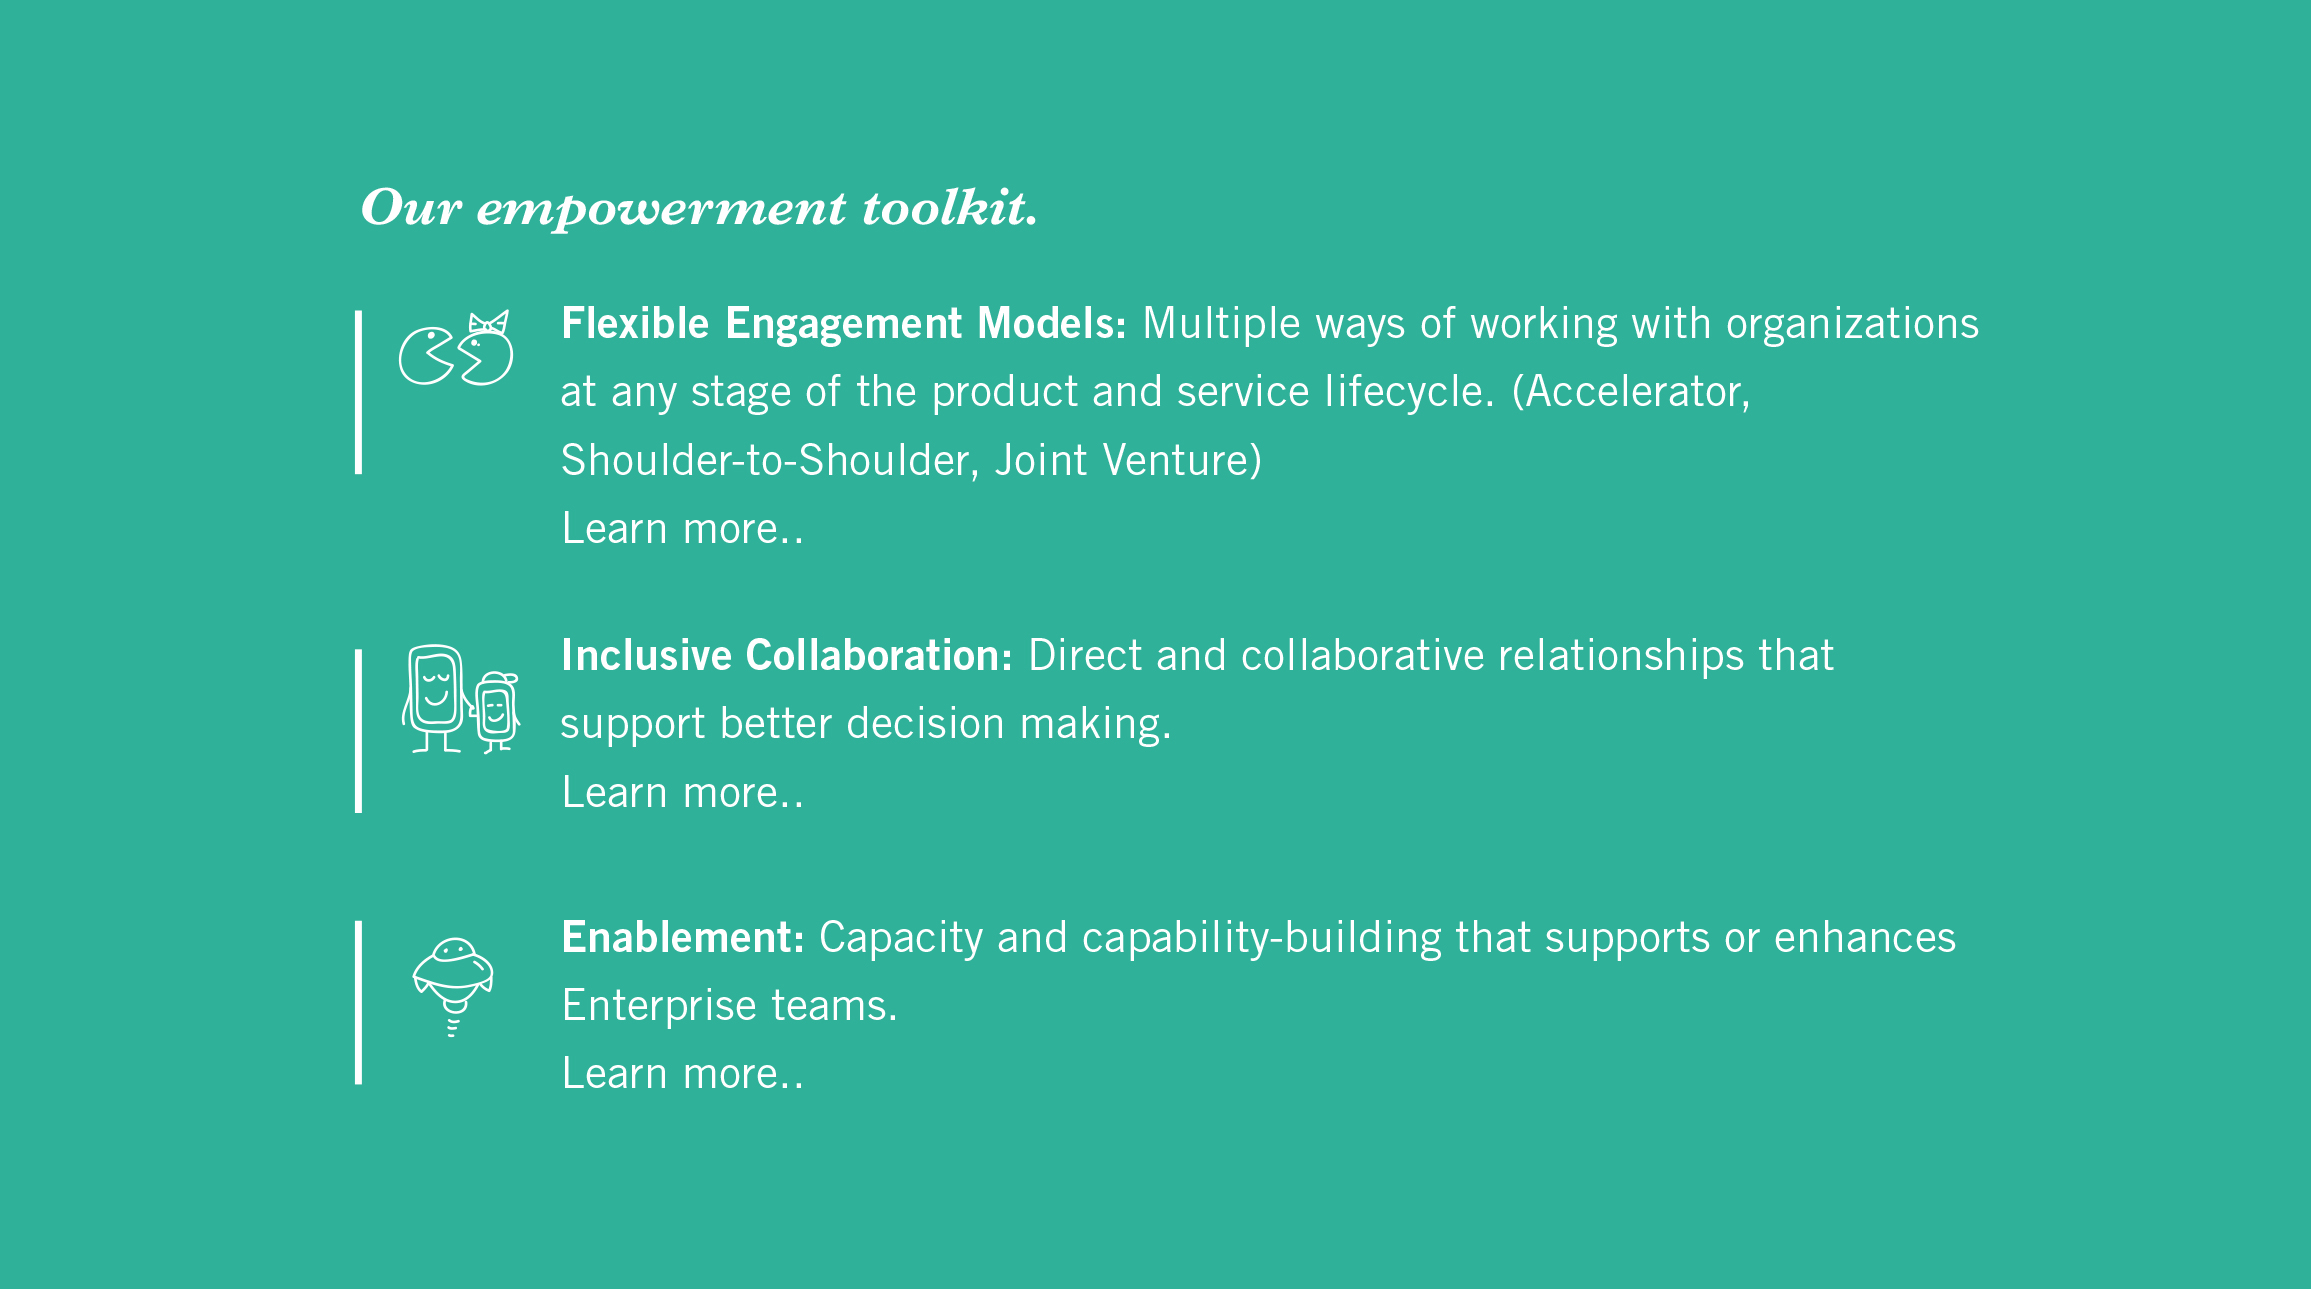 Our empowerment toolkit.
Flexible Engagement Models: Multiple ways of working with organizations
at any stage of the product and service lifecycle. (Accelerator,
Shoulder-to-Shoulder, Joint Venture)
Learn more..
Inclusive Collaboration: Direct and collaborative relationships that
support better decision making.
Learn more..
Enablement: Capacity and capability-building that supports or enhances
Enterprise teams.
Learn more..